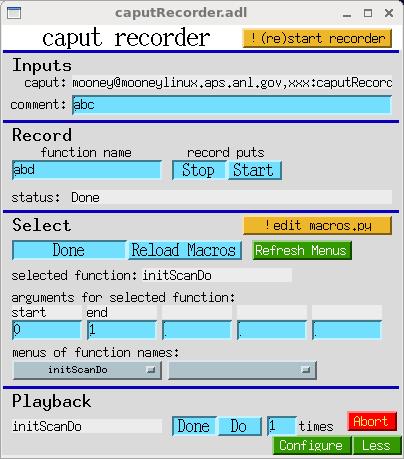 caputRecorder.adl
caput recorder
! (re)start recorder
Inputs
caput: mooney@mooneylinux.aps.anl.gov,xxx:caputRecorc
comment: abc
Record
function name record puts
abd Stop Start
status: Done
Select !edit macros.py
Done Reload Macros Refresh Menus
selected function: initScanDo
arguments for selected function:
start end
0 1
menus of function names:
initScanDo
Playback
initScanDo Done Do 1 times Abort
Configure Less